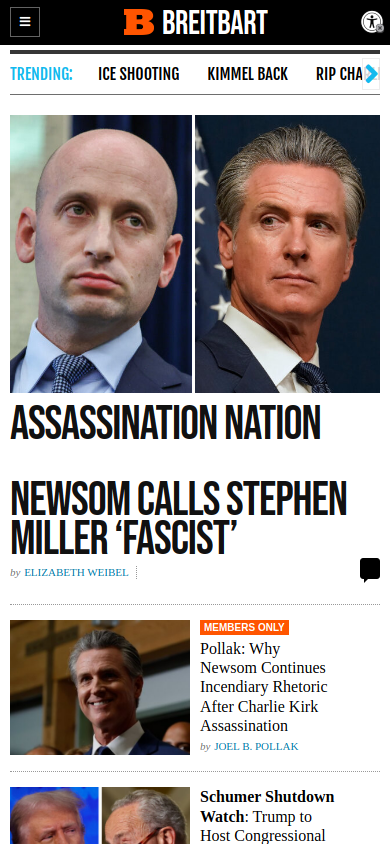 B BREITBART
TRENDING: ICE SHOOTING KIMMEL BACK RIP CHA
ASSASSINATION NATION
NEWSOM CALLS STEPHEN
MILLER ‘FASCIST’
by ELIZABETH WEIBEL
MEMBERS ONLY
Pollak: Why
Newsom Continues
Incendiary Rhetoric
After Charlie Kirk
Assassination
by JOEL B. POLLAK
Schumer Shutdown
Watch: Trump to
Host Congressional